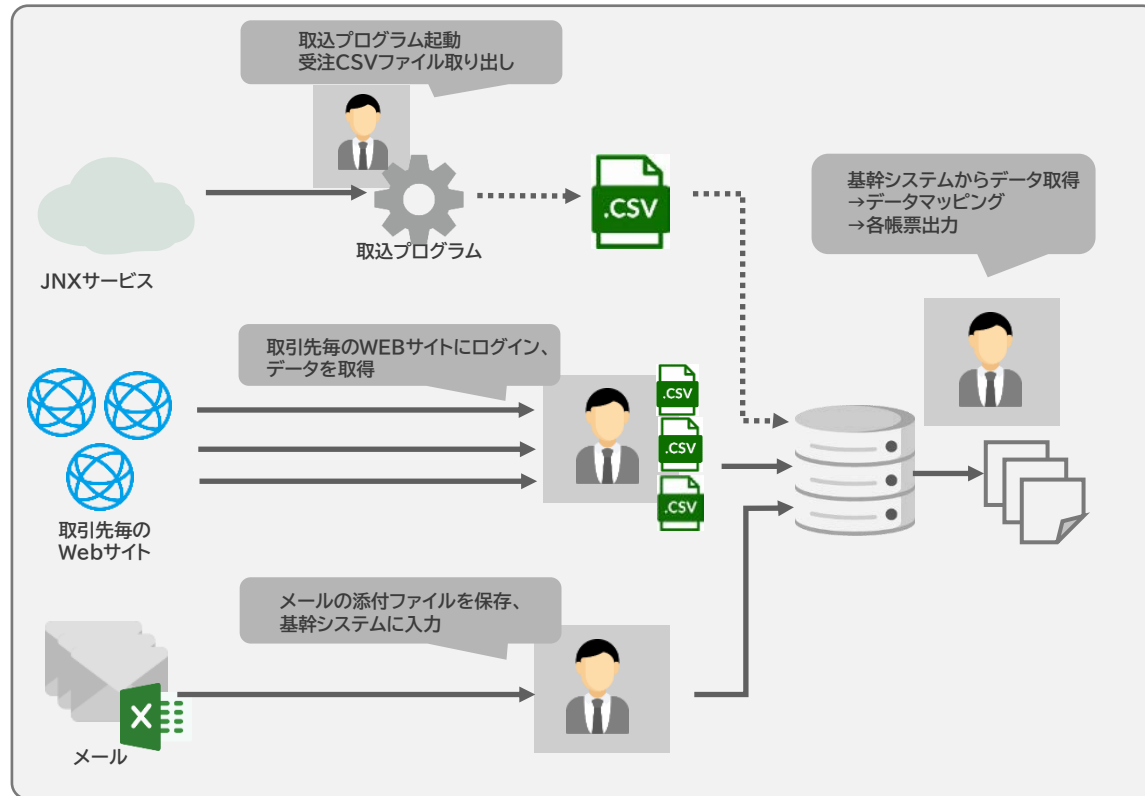 取込プログラム起動
受注CSVファイル取り出し
.CSV
取込プログラム
JNXサービス
基幹システムからデータ取得
→データマッピング
→各帳票出力
取引先毎のWEBサイトにログイン、
データを取得
.CSV
.CSV
.CSV
取引先毎の
Webサイト
メールの添付ファイルを保存、
基幹システムに入力
X
メール